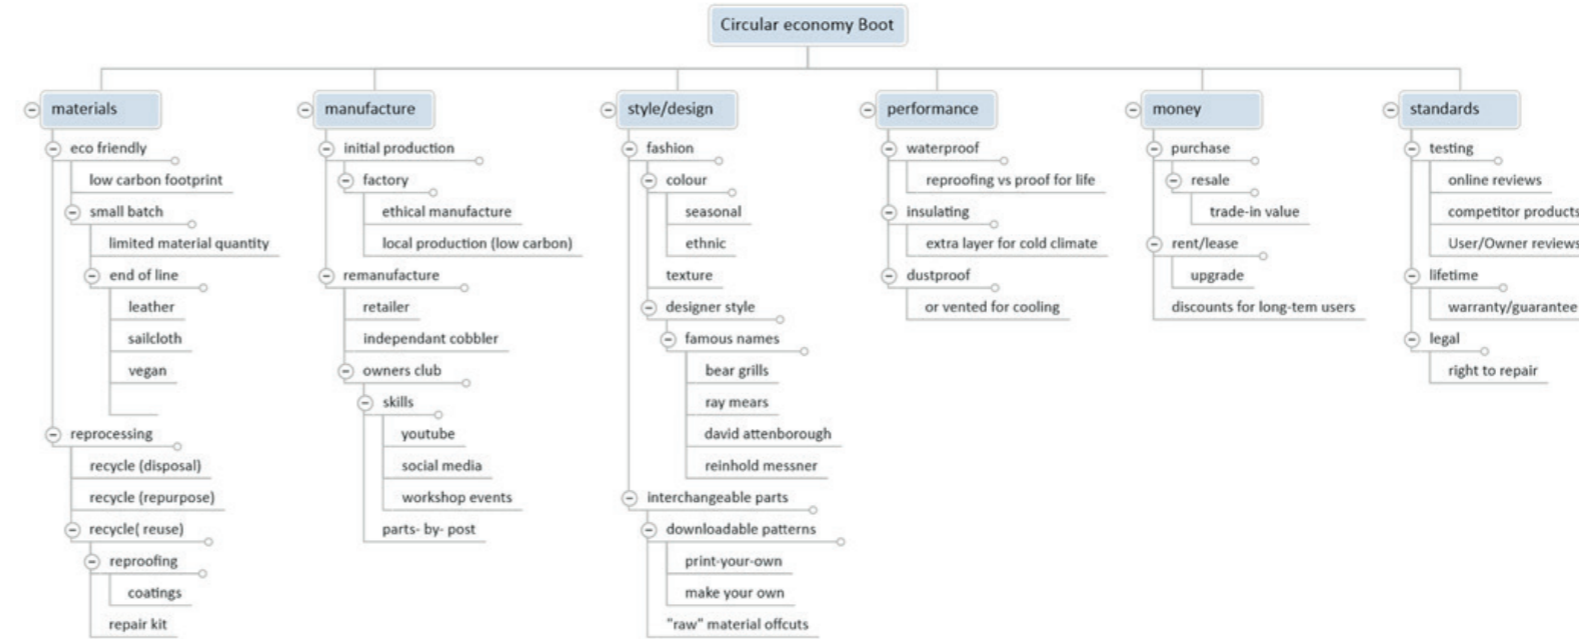 Circular economy Boot
materials
eco friendly
low carbon footprint
small batch
limited material quantity
end of line
leather
sailcloth
vegan
reprocessing
recycle (disposal)
recycle (repurpose)
recycle( reuse)
reproofing
coatings
repair kit
manufacture
initial production
factory
ethical manufacture
local production (low carbon)
remanufacture
retailer
independant cobbler
owners club
skills
youtube
social media
workshop events
parts- by- post
style/design
fashion
colour
seasonal
ethnic
texture
designer style
famous names
bear grills
ray mears
david attenborough
reinhold messner
interchangeable parts
downloadable patterns
print-your-own
make your own
"raw" material offcuts
performance
waterproof
reproofing vs proof for life
insulating
extra layer for cold climate
dustproof
or vented for cooling
money
purchase
resale
trade-in value
rent/lease
upgrade
discounts for long-tem users
standards
testing
online reviews
competitor products
User/Owner reviews
lifetime
warranty/guarantee
legal
right to repair